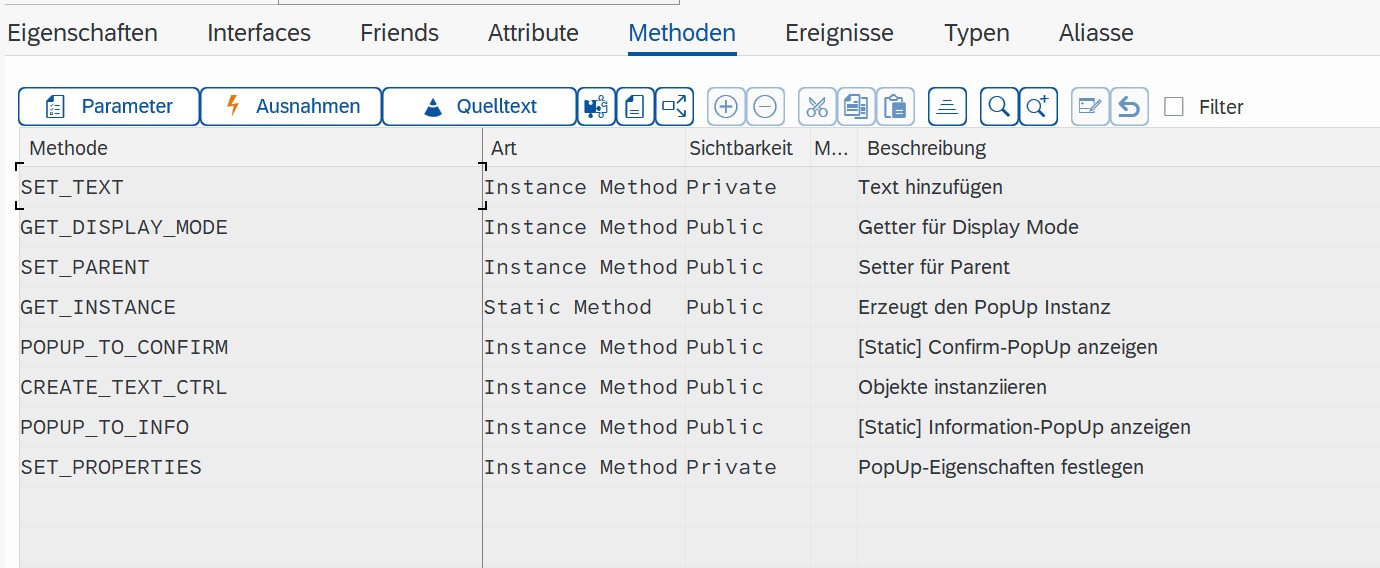 Eigenschaften Interfaces Friends Attribute Methoden Ereignisse Typen Aliasse
Parameter Ausnahmen Quelltext Filter
Methode Art Sichtbarkeit M... Beschreibung
SET_TEXT Instance Method Private Text hinzufügen
GET_DISPLAY_MODE Instance Method Public Getter für Display Mode
SET_PARENT Instance Method Public Setter für Parent
GET_INSTANCE Static Method Public Erzeugt den PopUp Instanz
POPUP_TO_CONFIRM Instance Method Public [Static] Confirm-PopUp anzeigen
CREATE_TEXT_CTRL Instance Method Public Objekte instanziieren
POPUP_TO_INFO Instance Method Public [Static] Information-PopUp anzeigen
SET_PROPERTIES Instance Method Private PopUp-Eigenschaften festlegen